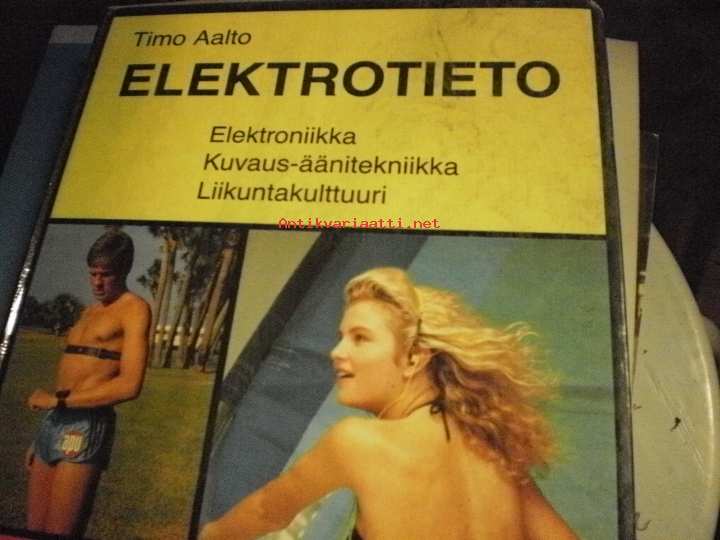 Timo Aalto
ELEKTROTIETO
Elektroniikka
Kuvaus-äänitekniikka
Liikuntakulttuuri
Antikvariaatti.net